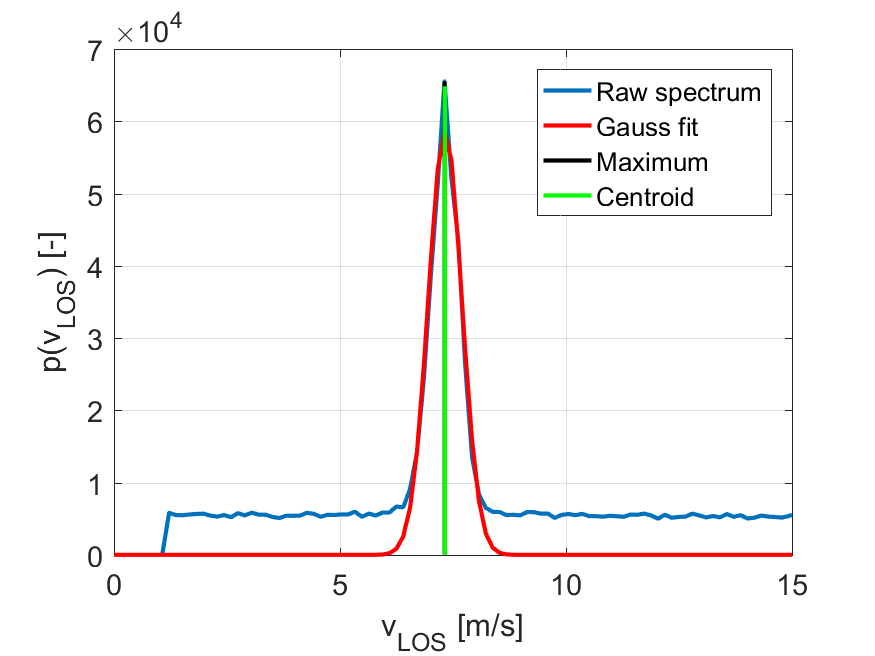 ×10^4
7
6
5
4
3
2
1
0
p(v_LOS) [-]
0 5 10 15
v_LOS [m/s]
Raw spectrum
Gauss fit
Maximum
Centroid